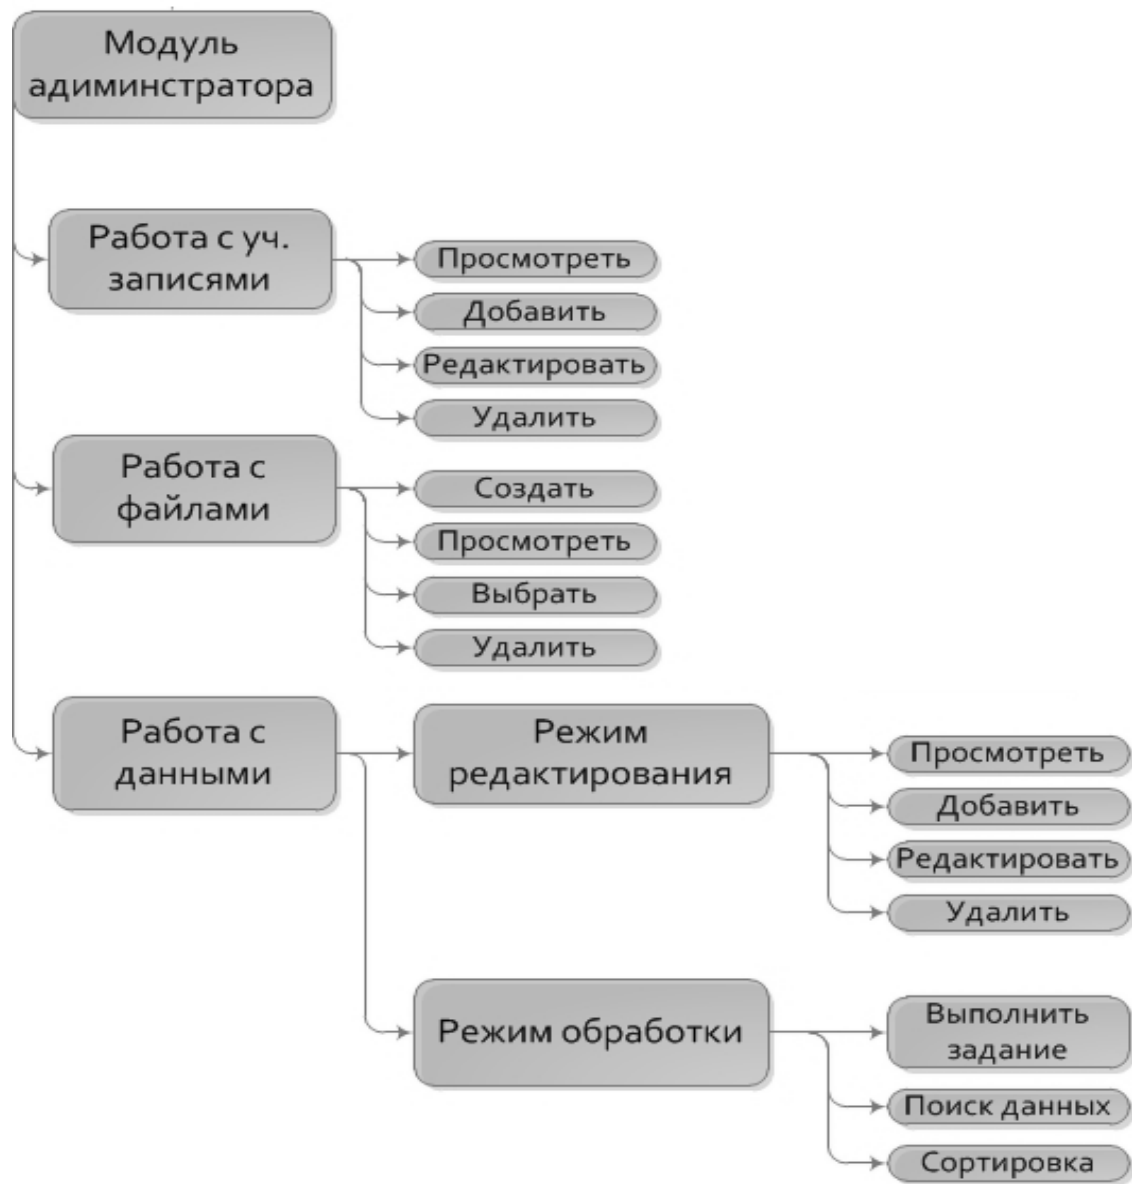 Модуль
адиминстратора
Работа с уч.
записями
Просмотреть
Добавить
Редактировать
Удалить
Работа с
файлами
Создать
Просмотреть
Выбрать
Удалить
Работа с
данными
Режим
редактирования
Просмотреть
Добавить
Редактировать
Удалить
Режим обработки
Выполнить
задание
Поиск данных
Сортировка